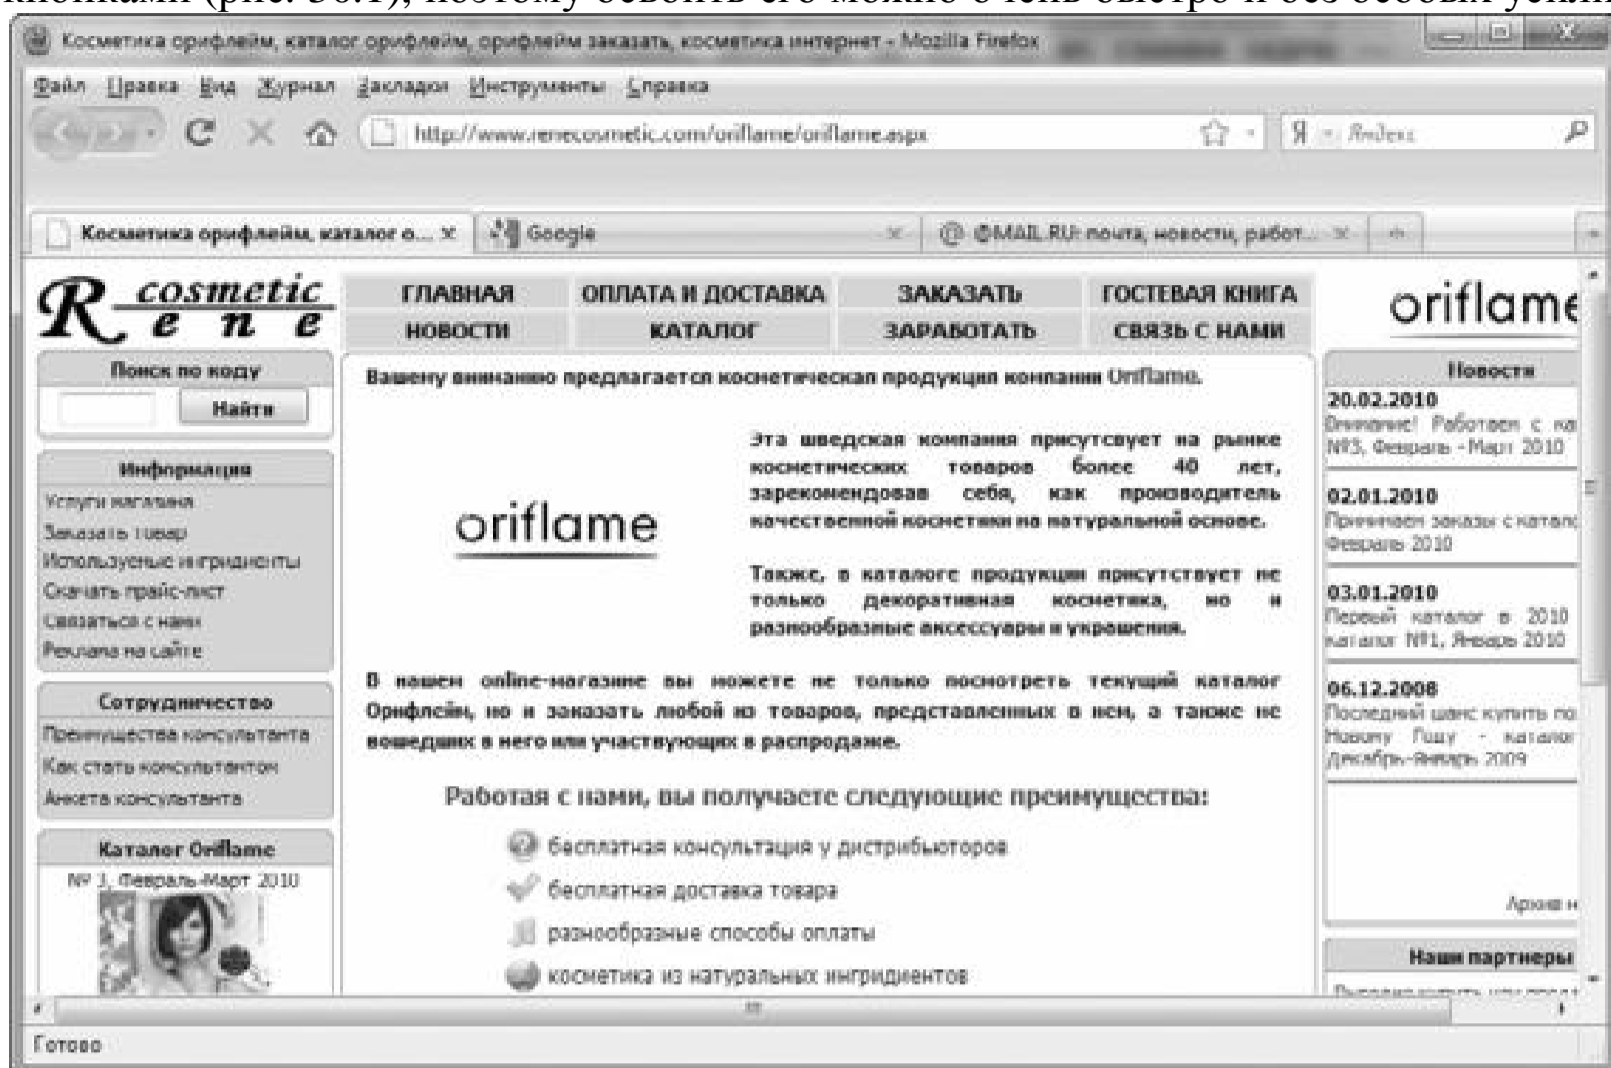 кнопками (рис. 30.1), поэтому освоить его можно очень быстро и без особых усили
Косметика орифлейм, каталог орифлейм, орифлейм заказать, косметика интернет - Mozilla Firefox
Файл Правка Вид Журнал Закладки Инструменты Справка
http://www.renecosmetic.com/oriflame/oriflame.aspx
Я Яndex
Косметика орифлейм, каталог о...
Google
@MAIL.RU: почта, новости, работ...
R cosmetic
e n e
ГЛАВНАЯ ОПЛАТА И ДОСТАВКА ЗАКАЗАТЬ ГОСТЕВАЯ КНИГА
НОВОСТИ КАТАЛОГ ЗАРАБОТАТЬ СВЯЗЬ С НАМИ
oriflame
Поиск по коду
Найти
Информация
Услуги магазина
Заказать товар
Используемые ингридиенты
Скачать прайс-лист
Связаться с нами
Реклама на сайте
Сотрудничество
Преимущества консультанта
Как стать консультантом
Анкета консультанта
Каталог Oriflame
№ 3, Февраль-Март 2010
Вашему вниманию предлагается косметическая продукция компании Oriflame.
oriflame
Эта шведская компания присутсвует на рынке
косметических товаров более 40 лет,
зарекомендовав себя, как производитель
качественной косметики на натуральной основе.
Также, в каталоге продукции присутствует не
только декоративная косметика, но и
разнообразные аксессуары и украшения.
В нашем online-магазине вы можете не только посмотреть текущий каталог
Орифлейм, но и заказать любой из товаров, представленных в нем, а также не
вошедших в него или участвующих в распродаже.
Работая с нами, вы получаете следующие преимущества:
бесплатная консультация у дистрибьюторов
бесплатная доставка товара
разнообразные способы оплаты
косметика из натуральных ингридиентов
Новости
20.02.2010
Внимание! Работаем с ка
№3, Февраль -Март 2010
02.01.2010
Принимаем заказы с катало
Февраль 2010
03.01.2010
Первый каталог в 2010
каталог №1, Январь 2010
06.12.2008
Последний шанс купить по
Новому Году - каталог
Декабрь-Январь 2009
Архив н
Наши партнеры
Готово